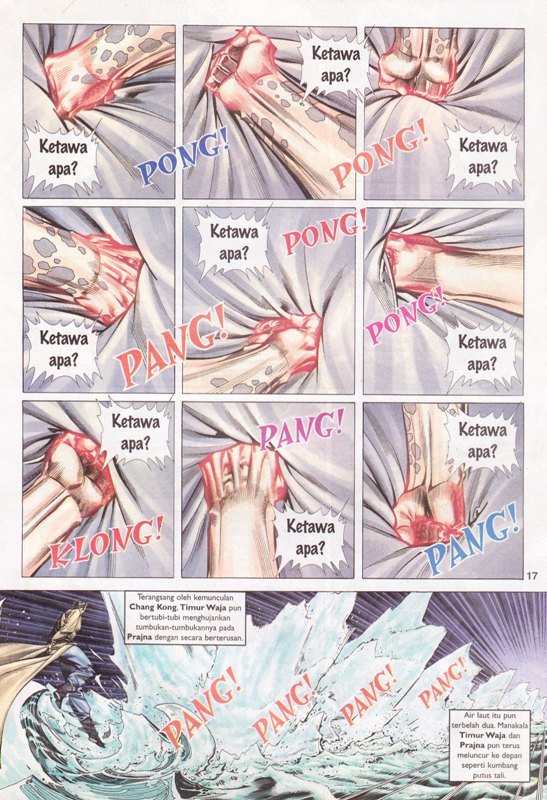 Ketawa
apa?
PONG!
Ketawa
apa?
PONG!
Ketawa
apa?
Ketawa
apa?
PANG!
Ketawa
apa?
PONG!
PONG!
Ketawa
apa?
Ketawa
apa?
KLONG!
PANG!
Ketawa
apa?
Ketawa
apa?
PANG!
17
Terangsang oleh kemunculan
Chang Kong, Timur Waja pun
bertubi-tubi menghujankan
tumbukan-tumbukannya pada
Prajna dengan secara berterusan.
PANG!
PANG!
PANG!
PANG!
Air laut itu pun
terbelah dua. Manakala
Timur Waja dan
Prajna pun terus
meluncur ke depan
seperti kumbang
putus tali.